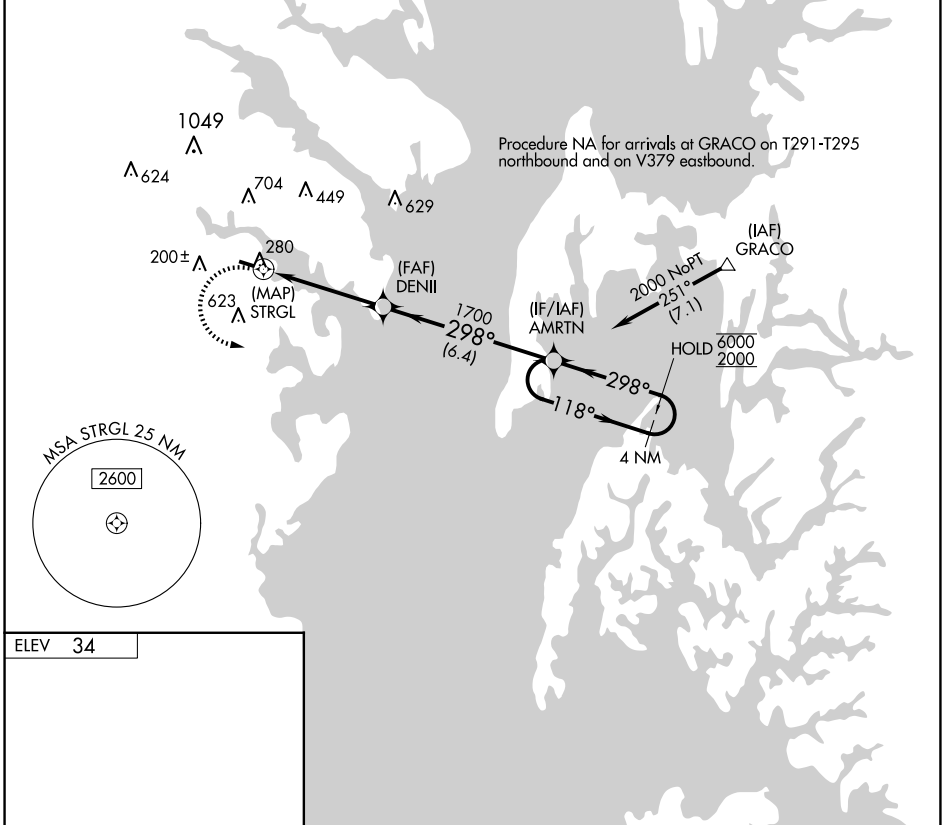 1049
624
704
449
629
Procedure NA for arrivals at GRACO on T291-T295
northbound and on V379 eastbound.
200±
280
(MAP)
STRGL
623
(FAF)
DENII
1700
298°
(6.4)
(IF/IAF)
AMRTN
(IAF)
GRACO
2000 NoPT
251°
(7.1)
HOLD
6000
2000
298°
118°
4 NM
MSA STRGL 25 NM
2600
ELEV 34